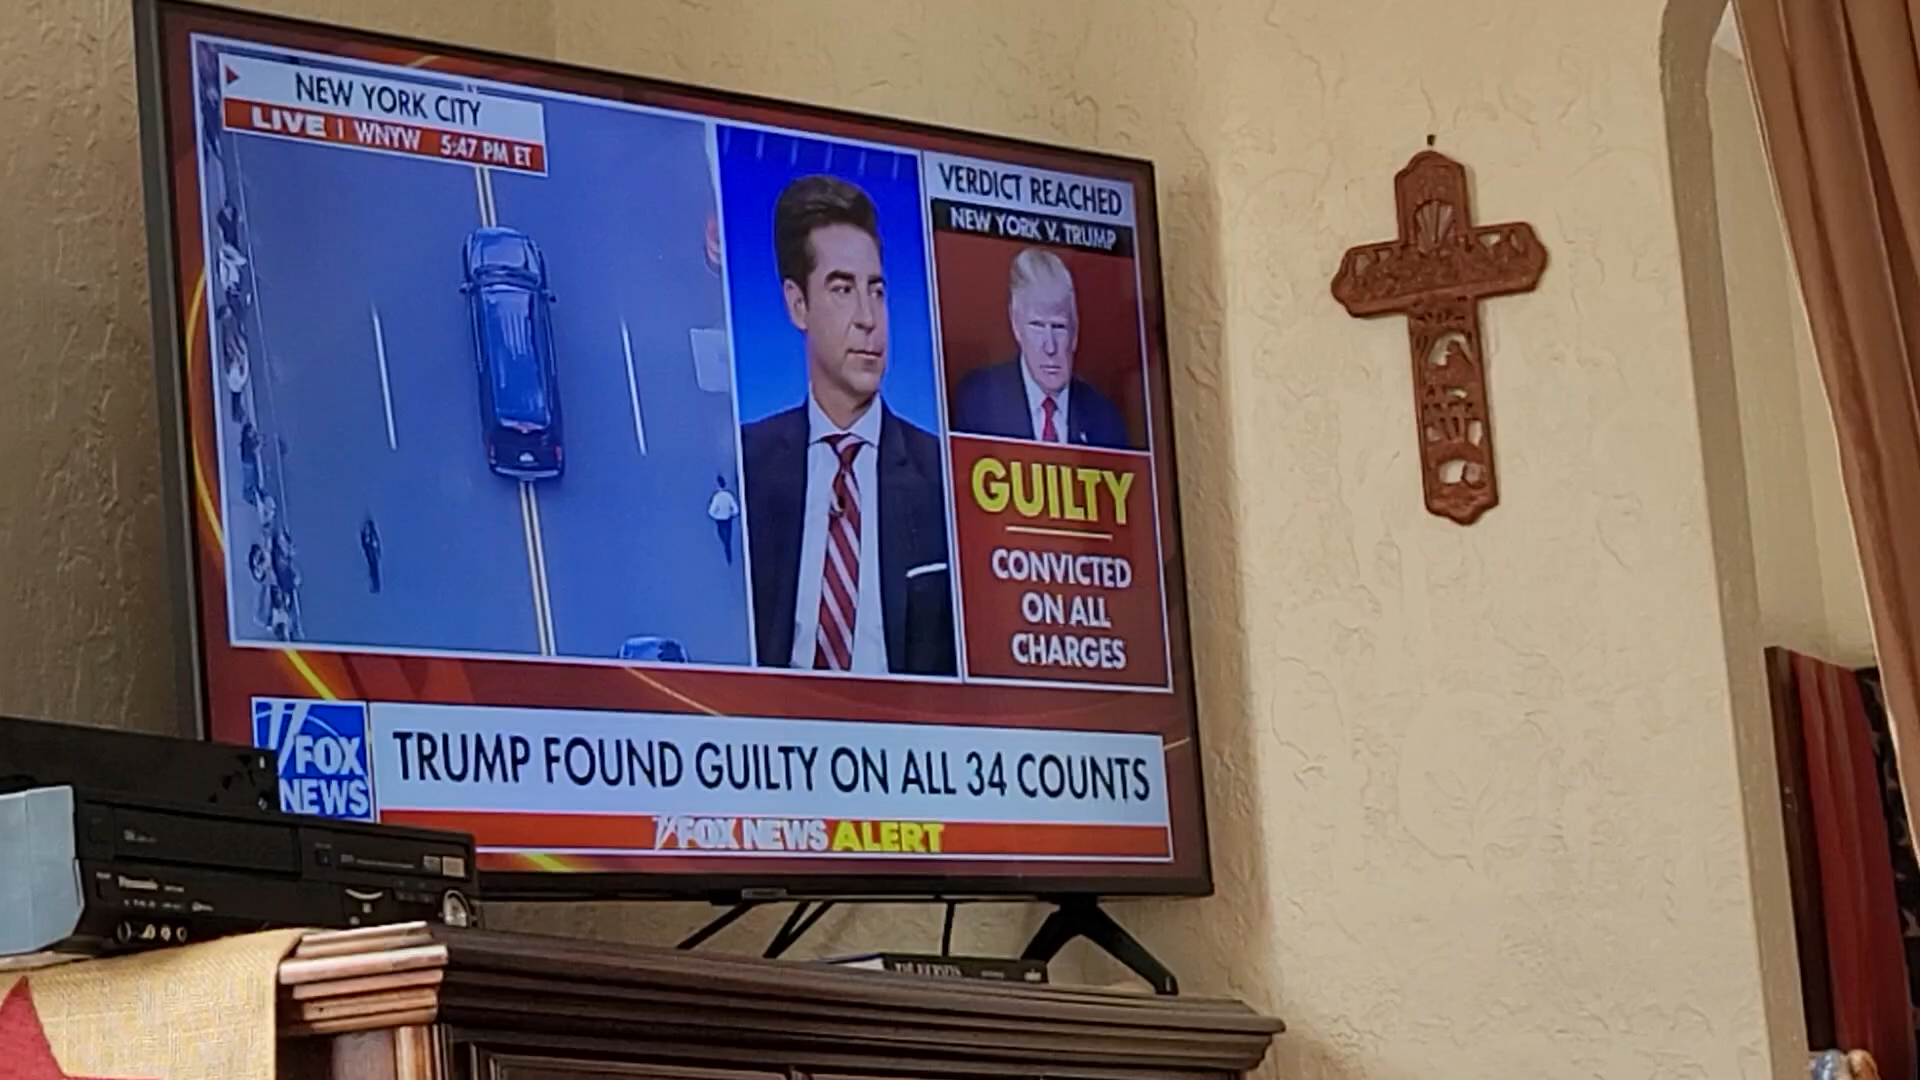 NEW YORK CITY
LIVE | WNYW 5:47 PM ET
VERDICT REACHED
NEW YORK V. TRUMP
GUILTY
CONVICTED
ON ALL
CHARGES
FOX
NEWS
TRUMP FOUND GUILTY ON ALL 34 COUNTS
FOX NEWS ALERT
Panasonic